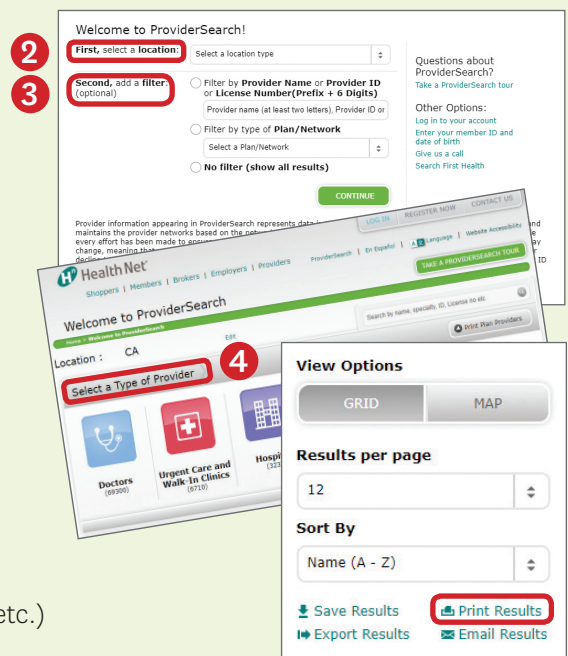 Welcome to ProviderSearch!
2
First, select a location:
Select a location type
3
Second, add a filter:
(optional)
Filter by Provider Name or Provider ID
or License Number(Prefix + 6 Digits)
Provider name (at least two letters), Provider ID or
Filter by type of Plan/Network
Select a Plan/Network
No filter (show all results)
CONTINUE
Questions about
ProviderSearch?
Take a ProviderSearch tour
Other Options:
Log in to your account
Enter your member ID and
date of birth
Give us a call
Search First Health
Provider information appearing in ProviderSearch represents data
maintains the provider networks based on the
every effort has been made to
change, meaning that
LOG IN
REGISTER NOW
CONTACT US
Health Net
Shoppers | Members | Brokers | Employers | Providers
ProviderSearch | En Español | Language | Website Accessibility
TAKE A PROVIDERSEARCH TOUR
Welcome to ProviderSearch
Home > Welcome to ProviderSearch
Search by name, specialty, ID, License no etc
Location : CA
Edit
Print Plan Providers
Select a Type of Provider
4
Doctors
(69300)
Urgent Care and
Walk-In Clinics
(6710)
View Options
GRID
MAP
Results per page
12
Sort By
Name (A - Z)
Save Results
Print Results
Export Results
Email Results
etc.)